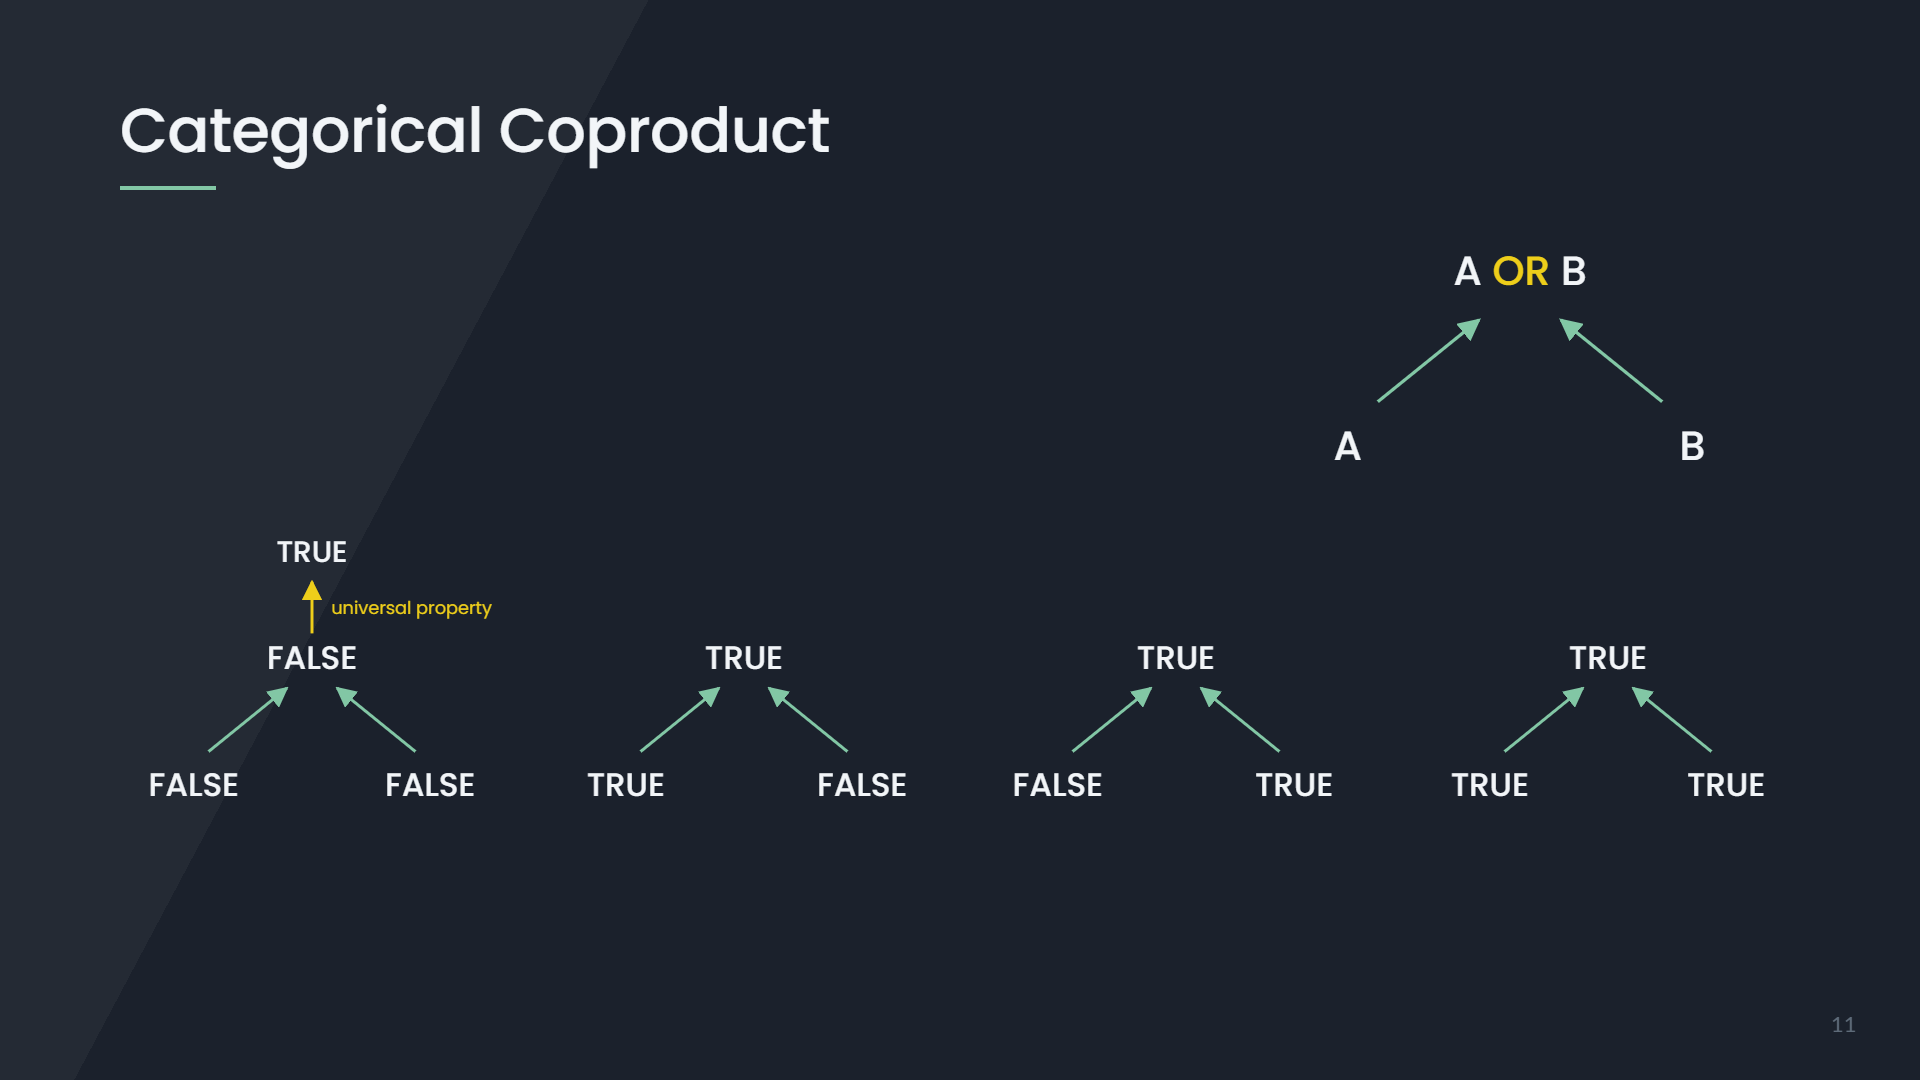 Categorical Coproduct
A OR B
A B
TRUE
universal property
FALSE TRUE TRUE TRUE
FALSE FALSE TRUE FALSE FALSE TRUE TRUE TRUE
11